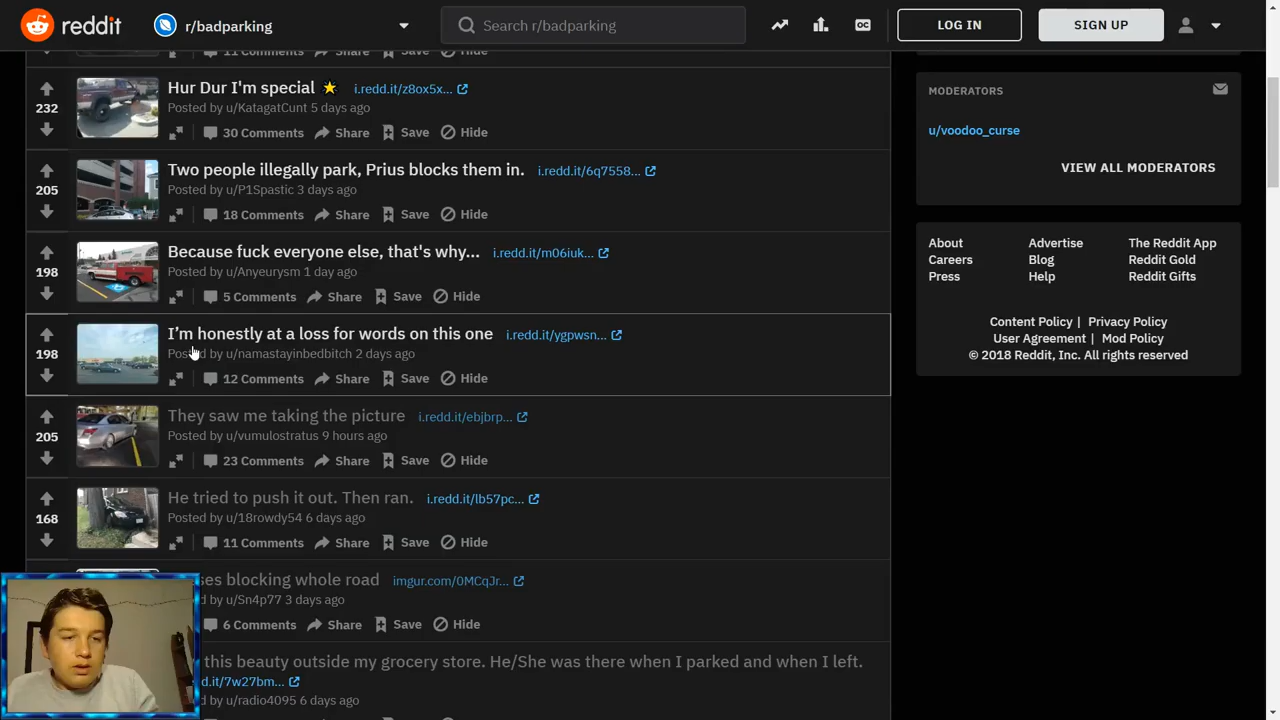 reddit r/badparking Search r/badparking LOG IN SIGN UP
232
Hur Dur I'm special i.redd.it/z8ox5x...
Posted by u/KatagatCunt 5 days ago
30 Comments Share Save Hide
205
Two people illegally park, Prius blocks them in. i.redd.it/6q7558...
Posted by u/P1Spastic 3 days ago
18 Comments Share Save Hide
198
Because fuck everyone else, that's why... i.redd.it/m06iuk...
Posted by u/Anyeurysm 1 day ago
5 Comments Share Save Hide
198
I'm honestly at a loss for words on this one i.redd.it/ygpwsn...
Posted by u/namastayinbedbitch 2 days ago
12 Comments Share Save Hide
205
They saw me taking the picture i.redd.it/ebjbrp...
Posted by u/vumulostratus 9 hours ago
23 Comments Share Save Hide
168
He tried to push it out. Then ran. i.redd.it/lb57pc...
Posted by u/18rowdy54 6 days ago
11 Comments Share Save Hide
blocking whole road imgur.com/0MCqJr...
u/Sn4p77 3 days ago
6 Comments Share Save Hide
this beauty outside my grocery store. He/She was there when I parked and when I left.
d.it/7w27bm...
u/radio4095 6 days ago
MODERATORS
u/voodoo_curse
VIEW ALL MODERATORS
About Advertise The Reddit App
Careers Blog Reddit Gold
Press Help Reddit Gifts
Content Policy | Privacy Policy
User Agreement | Mod Policy
© 2018 Reddit, Inc. All rights reserved